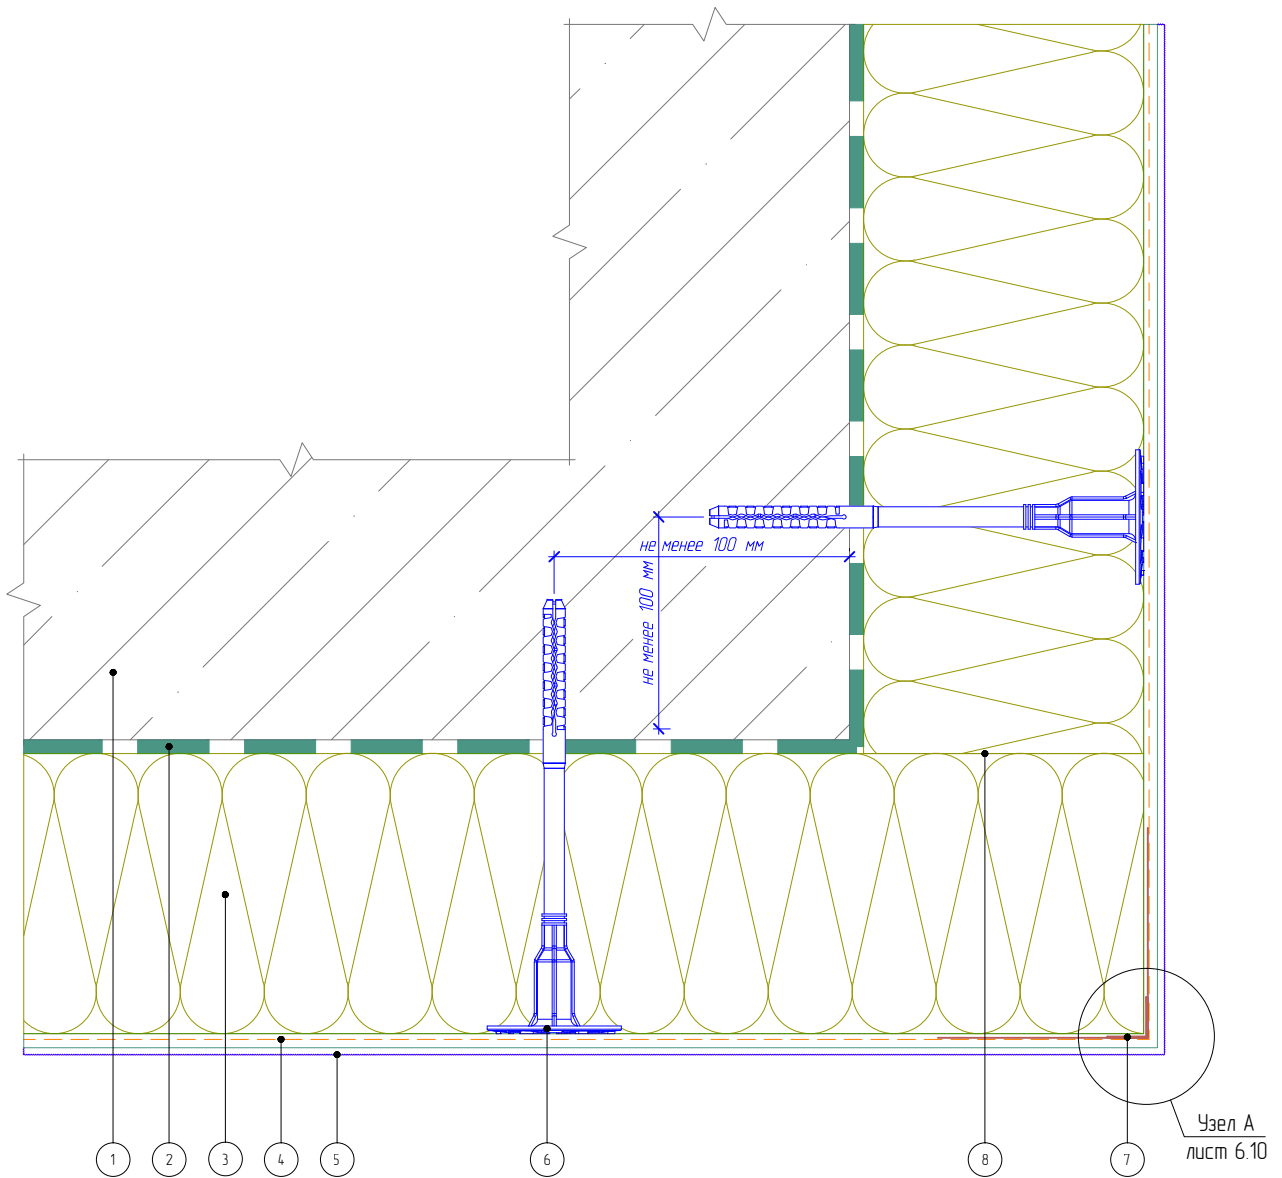 не менее 100 мм
не менее 100 мм
Узел А
лист 6.10
1 2 3 4 5 6 8 7